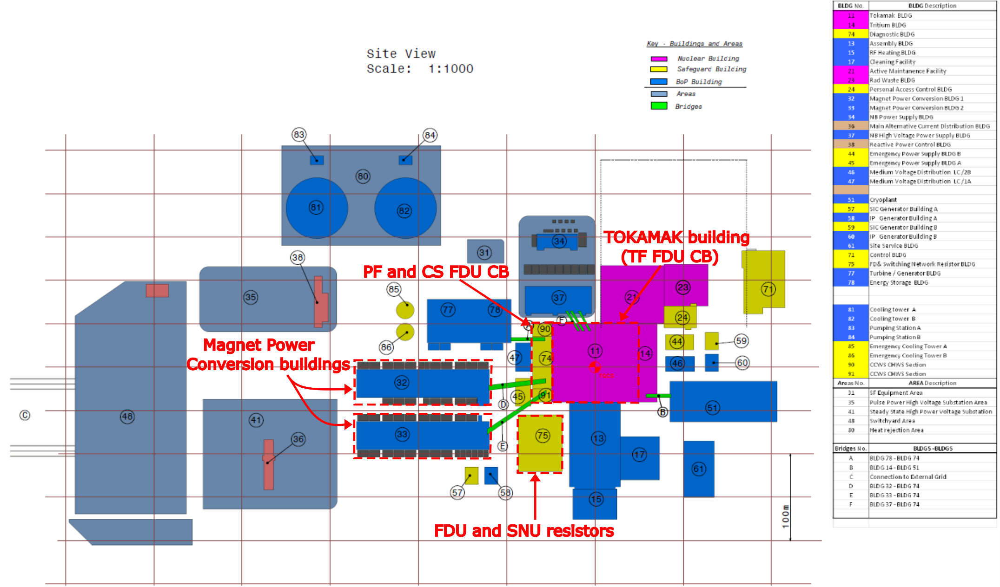 Site View
Scale: 1:1000
Key - Buildings and Areas
Nuclear Building
Safeguard Building
BoP Building
Areas
Bridges
83
84
80
81
82
38
31
34
TOKAMAK building
(TF FDU CB)
PF and CS FDU CB
35
85
86
77
78
37
F
21
23
71
24
A
90
Magnet Power
Conversion buildings
47
74
11
14
44
59
46
60
TGCS
32
D
45
91
B
51
C
48
41
33
E
36
75
13
17
61
57
58
15
FDU and SNU resistors
100m
BLDG No. BLDG Description
11 Tokamak BLDG
14 Tritium BLDG
74 Diagnostic BLDG
13 Assembly BLDG
15 RF Heating BLDG
17 Cleaning Facility
21 Active Maintanence Facility
23 Rad Waste BLDG
24 Personal Access Control BLDG
32 Magnet Power Conversion BLDG 1
33 Magnet Power Conversion BLDG 2
34 NB Power Supply BLDG
36 Main Alternative Current Distribution BLDG
37 NB High Voltage Power Supply BLDG
38 Reactive Power Control BLDG
44 Emergency Power Supply BLDG B
45 Emergency Power Supply BLDG A
46 Medium Voltage Distribution LC/2B
47 Medium Voltage Distribution LC/1A
51 Cryoplant
57 SIC Generator Building A
58 IP Generator Building A
59 SIC Generator Building B
60 IP Generator Building B
61 Site Service BLDG
71 Control BLDG
75 FD& Switching Network Resistor BLDG
77 Turbine / Generator BLDG
78 Energy Storage BLDG
81 Cooling tower A
82 Cooling tower B
83 Pumping Station A
84 Pumping Station B
85 Emergency Cooling Tower A
86 Emergency Cooling Tower B
90 CCWS CHWS Section
91 CCWS CHWS Section
Areas No. AREA Description
31 SF Equipment Area
35 Pulse Power High Voltage Substation Area
41 Steady State High Power Voltage Substation
48 Switchyard Area
80 Heat rejection Area
Bridges No. BLDGS -BLDGS
A BLDG 78 - BLDG 74
B BLDG 14 - BLDG 51
C Connection to External Grid
D BLDG 32 - BLDG 74
E BLDG 33 - BLDG 74
F BLDG 37 - BLDG 74